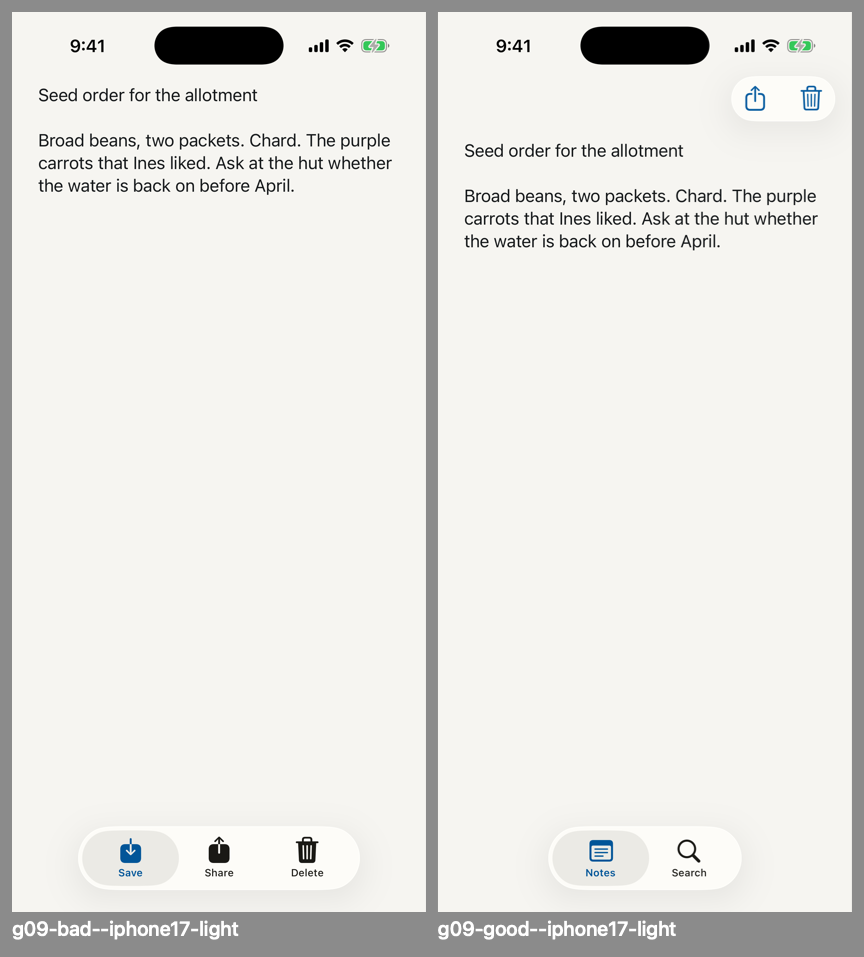 9:41
Seed order for the allotment
Broad beans, two packets. Chard. The purple
carrots that Ines liked. Ask at the hut whether
the water is back on before April.
Save
Share
Delete
g09-bad--iphone17-light
9:41
Seed order for the allotment
Broad beans, two packets. Chard. The purple
carrots that Ines liked. Ask at the hut whether
the water is back on before April.
Notes
Search
g09-good--iphone17-light